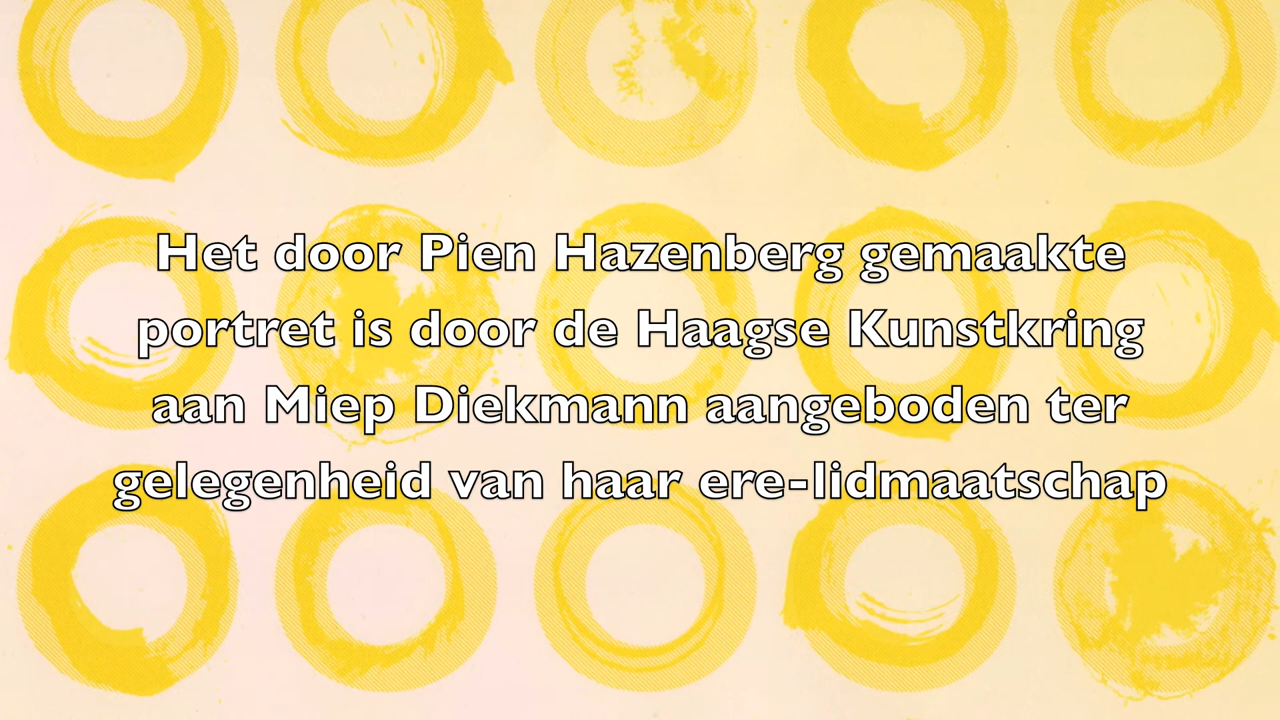 Het door Pien Hazenberg gemaakte
portret is door de Haagse Kunstkring
aan Miep Diekmann aangeboden ter
gelegenheid van haar ere-lidmaatschap